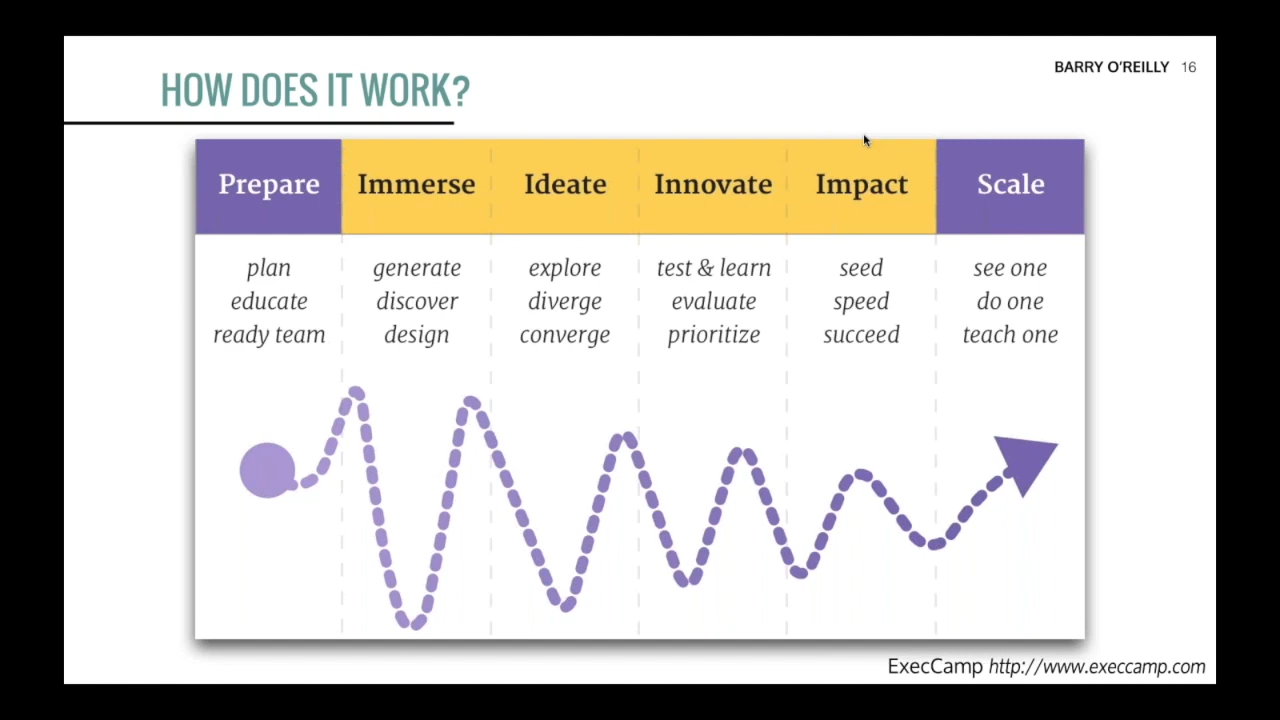 HOW DOES IT WORK?
BARRY O'REILLY 16
Prepare Immerse Ideate Innovate Impact Scale
plan generate explore test & learn seed see one
educate discover diverge evaluate speed do one
ready team design converge prioritize succeed teach one
ExecCamp http://www.execcamp.com